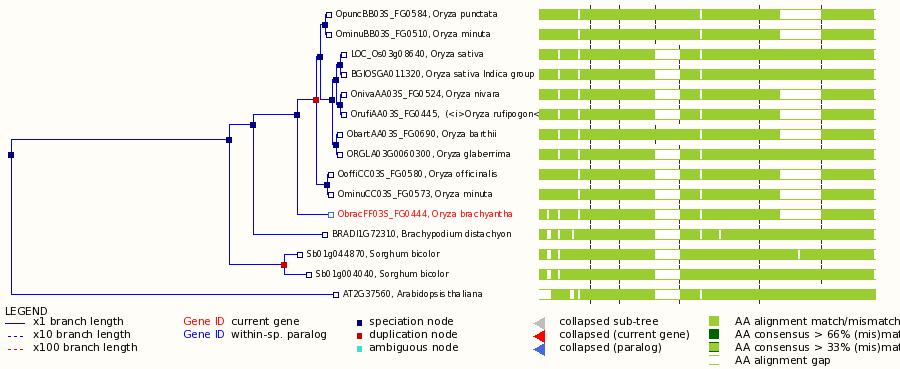 OpuncBB03S_FG0584, Oryza punctata
OminuBB03S_FG0510, Oryza minuta
LOC_Os03g08640, Oryza sativa
BGIOSGA011320, Oryza sativa Indica group
OnivaAA03S_FG0524, Oryza nivara
OrufiAA03S_FG0445, (<i>Oryza rufipogon<
ObartAA03S_FG0690, Oryza barthii
ORGLA03G0060300, Oryza glaberrima
OoffiCC03S_FG0580, Oryza officinalis
OminuCC03S_FG0573, Oryza minuta
ObracFF03S_FG0444, Oryza brachyantha
BRADI1G72310, Brachypodium distachyon
Sb01g044870, Sorghum bicolor
Sb01g004040, Sorghum bicolor
AT2G37560, Arabidopsis thaliana
LEGEND
x1 branch length Gene ID current gene speciation node collapsed sub-tree AA alignment match/mismatch
x10 branch length Gene ID within-sp. paralog duplication node collapsed (current gene) AA consensus > 66% (mis)mat
x100 branch length ambiguous node collapsed (paralog) AA consensus > 33% (mis)mat
AA alignment gap